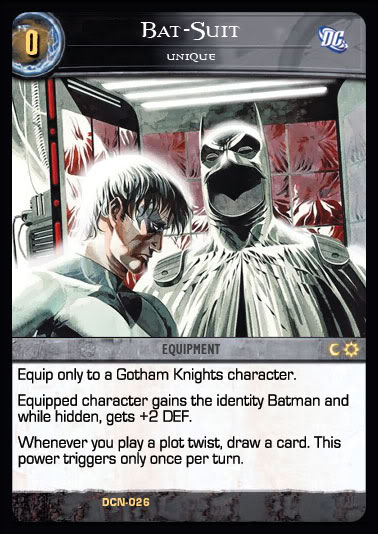 0
Bat-Suit
DC
UNIQUE
EQUIPMENT
Equip only to a Gotham Knights character.
Equipped character gains the identity Batman and
while hidden, gets +2 DEF.
Whenever you play a plot twist, draw a card. This
power triggers only once per turn.
DCN-026